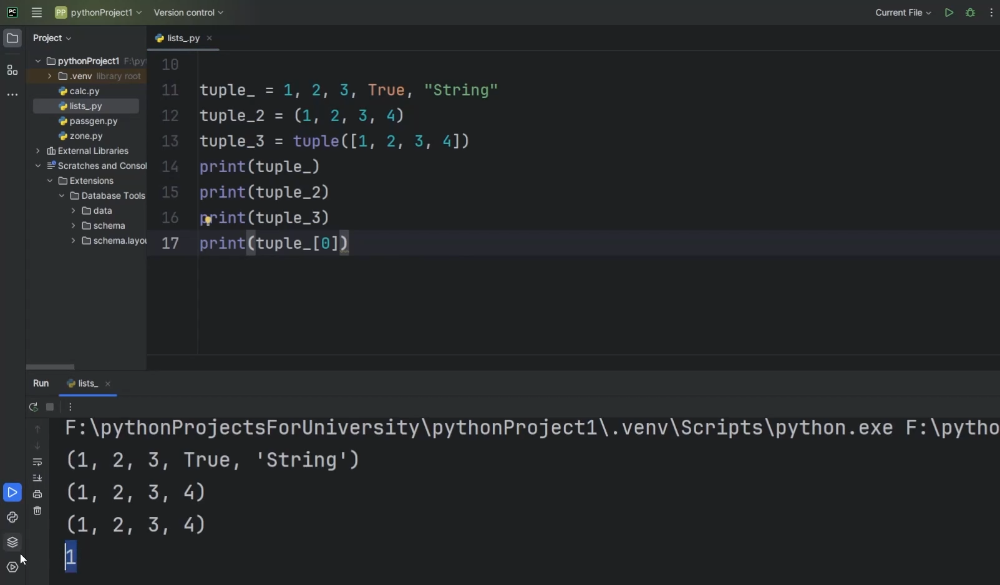 PC
PP pythonProject1
Version control
Current File
Project
lists_.py
pythonProject1 F:\py
.venv library root
calc.py
lists_.py
passgen.py
zone.py
External Libraries
Scratches and Consol
Extensions
Database Tools
data
schema
schema.layou
10
11 tuple_ = 1, 2, 3, True, "String"
12 tuple_2 = (1, 2, 3, 4)
13 tuple_3 = tuple([1, 2, 3, 4])
14 print(tuple_)
15 print(tuple_2)
16 print(tuple_3)
17 print(tuple_[0])
Run lists_
F:\pythonProjectsForUniversity\pythonProject1\.venv\Scripts\python.exe F:\pytho
(1, 2, 3, True, 'String')
(1, 2, 3, 4)
(1, 2, 3, 4)
1